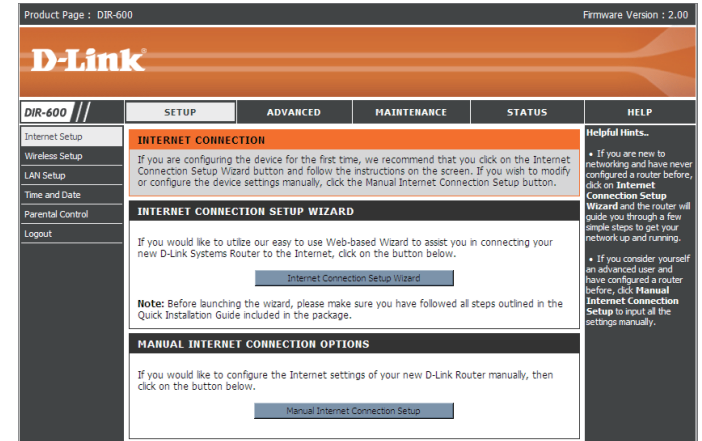 Product Page : DIR-600
Firmware Version : 2.00
D-Link
DIR-600
SETUP
ADVANCED
MAINTENANCE
STATUS
HELP
Internet Setup
Wireless Setup
LAN Setup
Time and Date
Parental Control
Logout
INTERNET CONNECTION
If you are configuring the device for the first time, we recommend that you click on the Internet
Connection Setup Wizard button and follow the instructions on the screen. If you wish to modify
or configure the device settings manually, click the Manual Internet Connection Setup button.
INTERNET CONNECTION SETUP WIZARD
If you would like to utilize our easy to use Web-based Wizard to assist you in connecting your
new D-Link Systems Router to the Internet, click on the button below.
Internet Connection Setup Wizard
Note: Before launching the wizard, please make sure you have followed all steps outlined in the
Quick Installation Guide included in the package.
MANUAL INTERNET CONNECTION OPTIONS
If you would like to configure the Internet settings of your new D-Link Router manually, then
click on the button below.
Manual Internet Connection Setup
Helpful Hints..
• If you are new to
networking and have never
configured a router before,
click on Internet
Connection Setup
Wizard and the router will
guide you through a few
simple steps to get your
network up and running.
• If you consider yourself
an advanced user and
have configured a router
before, click Manual
Internet Connection
Setup to input all the
settings manually.